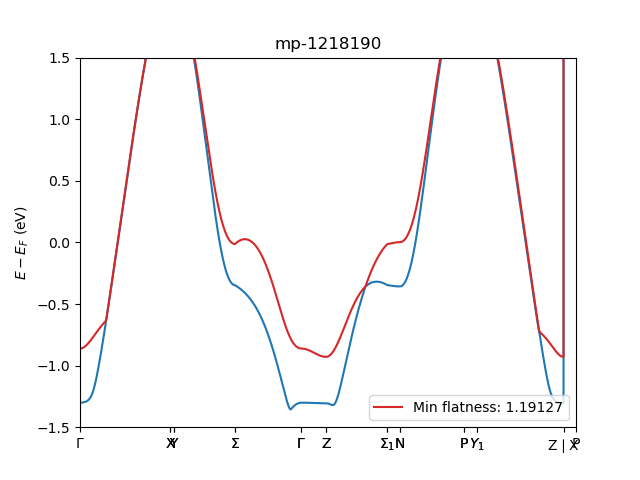 mp-1218190
E − E_F (eV)
1.5
1.0
0.5
0.0
−0.5
−1.0
−1.5
Min flatness: 1.19127
Γ X Y Σ Γ Z Σ₁ N P Y₁ Z | X P